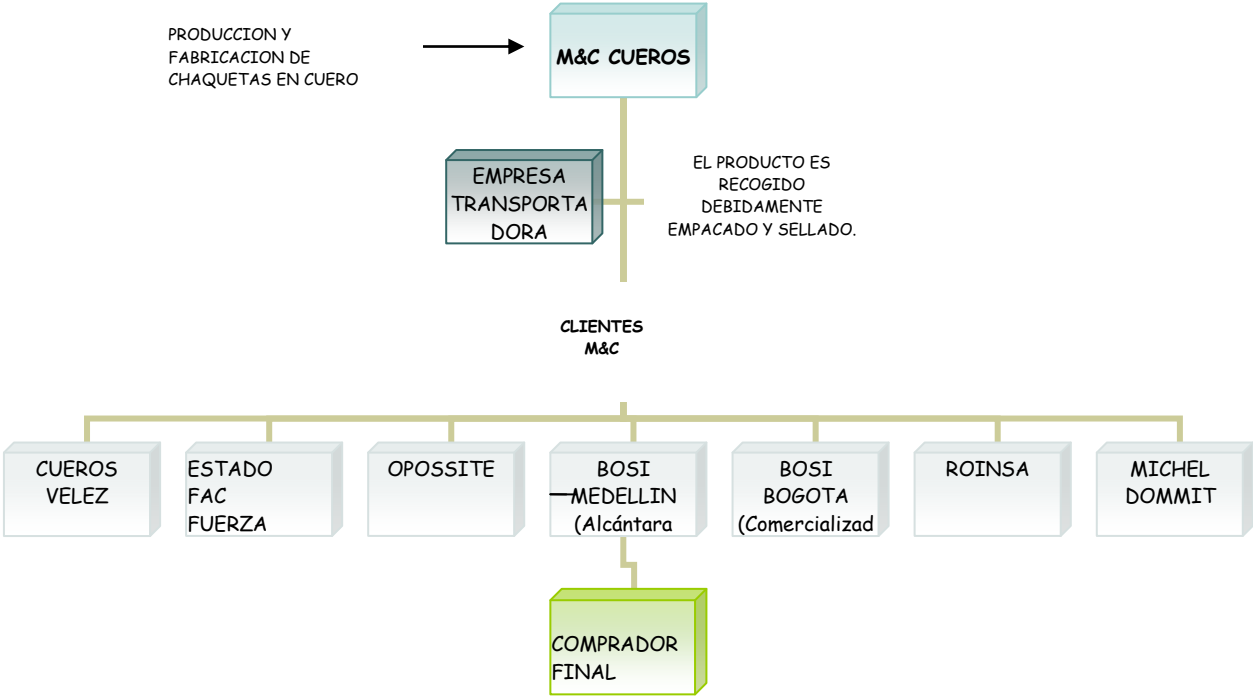 PRODUCCION Y
FABRICACION DE
CHAQUETAS EN CUERO
M&C CUEROS
EMPRESA
TRANSPORTA
DORA
EL PRODUCTO ES
RECOGIDO
DEBIDAMENTE
EMPACADO Y SELLADO.
CLIENTES
M&C
CUEROS
VELEZ
ESTADO
FAC
FUERZA
OPOSSITE
BOSI
MEDELLIN
(Alcántara
BOSI
BOGOTA
(Comercializad
ROINSA
MICHEL
DOMMIT
COMPRADOR
FINAL